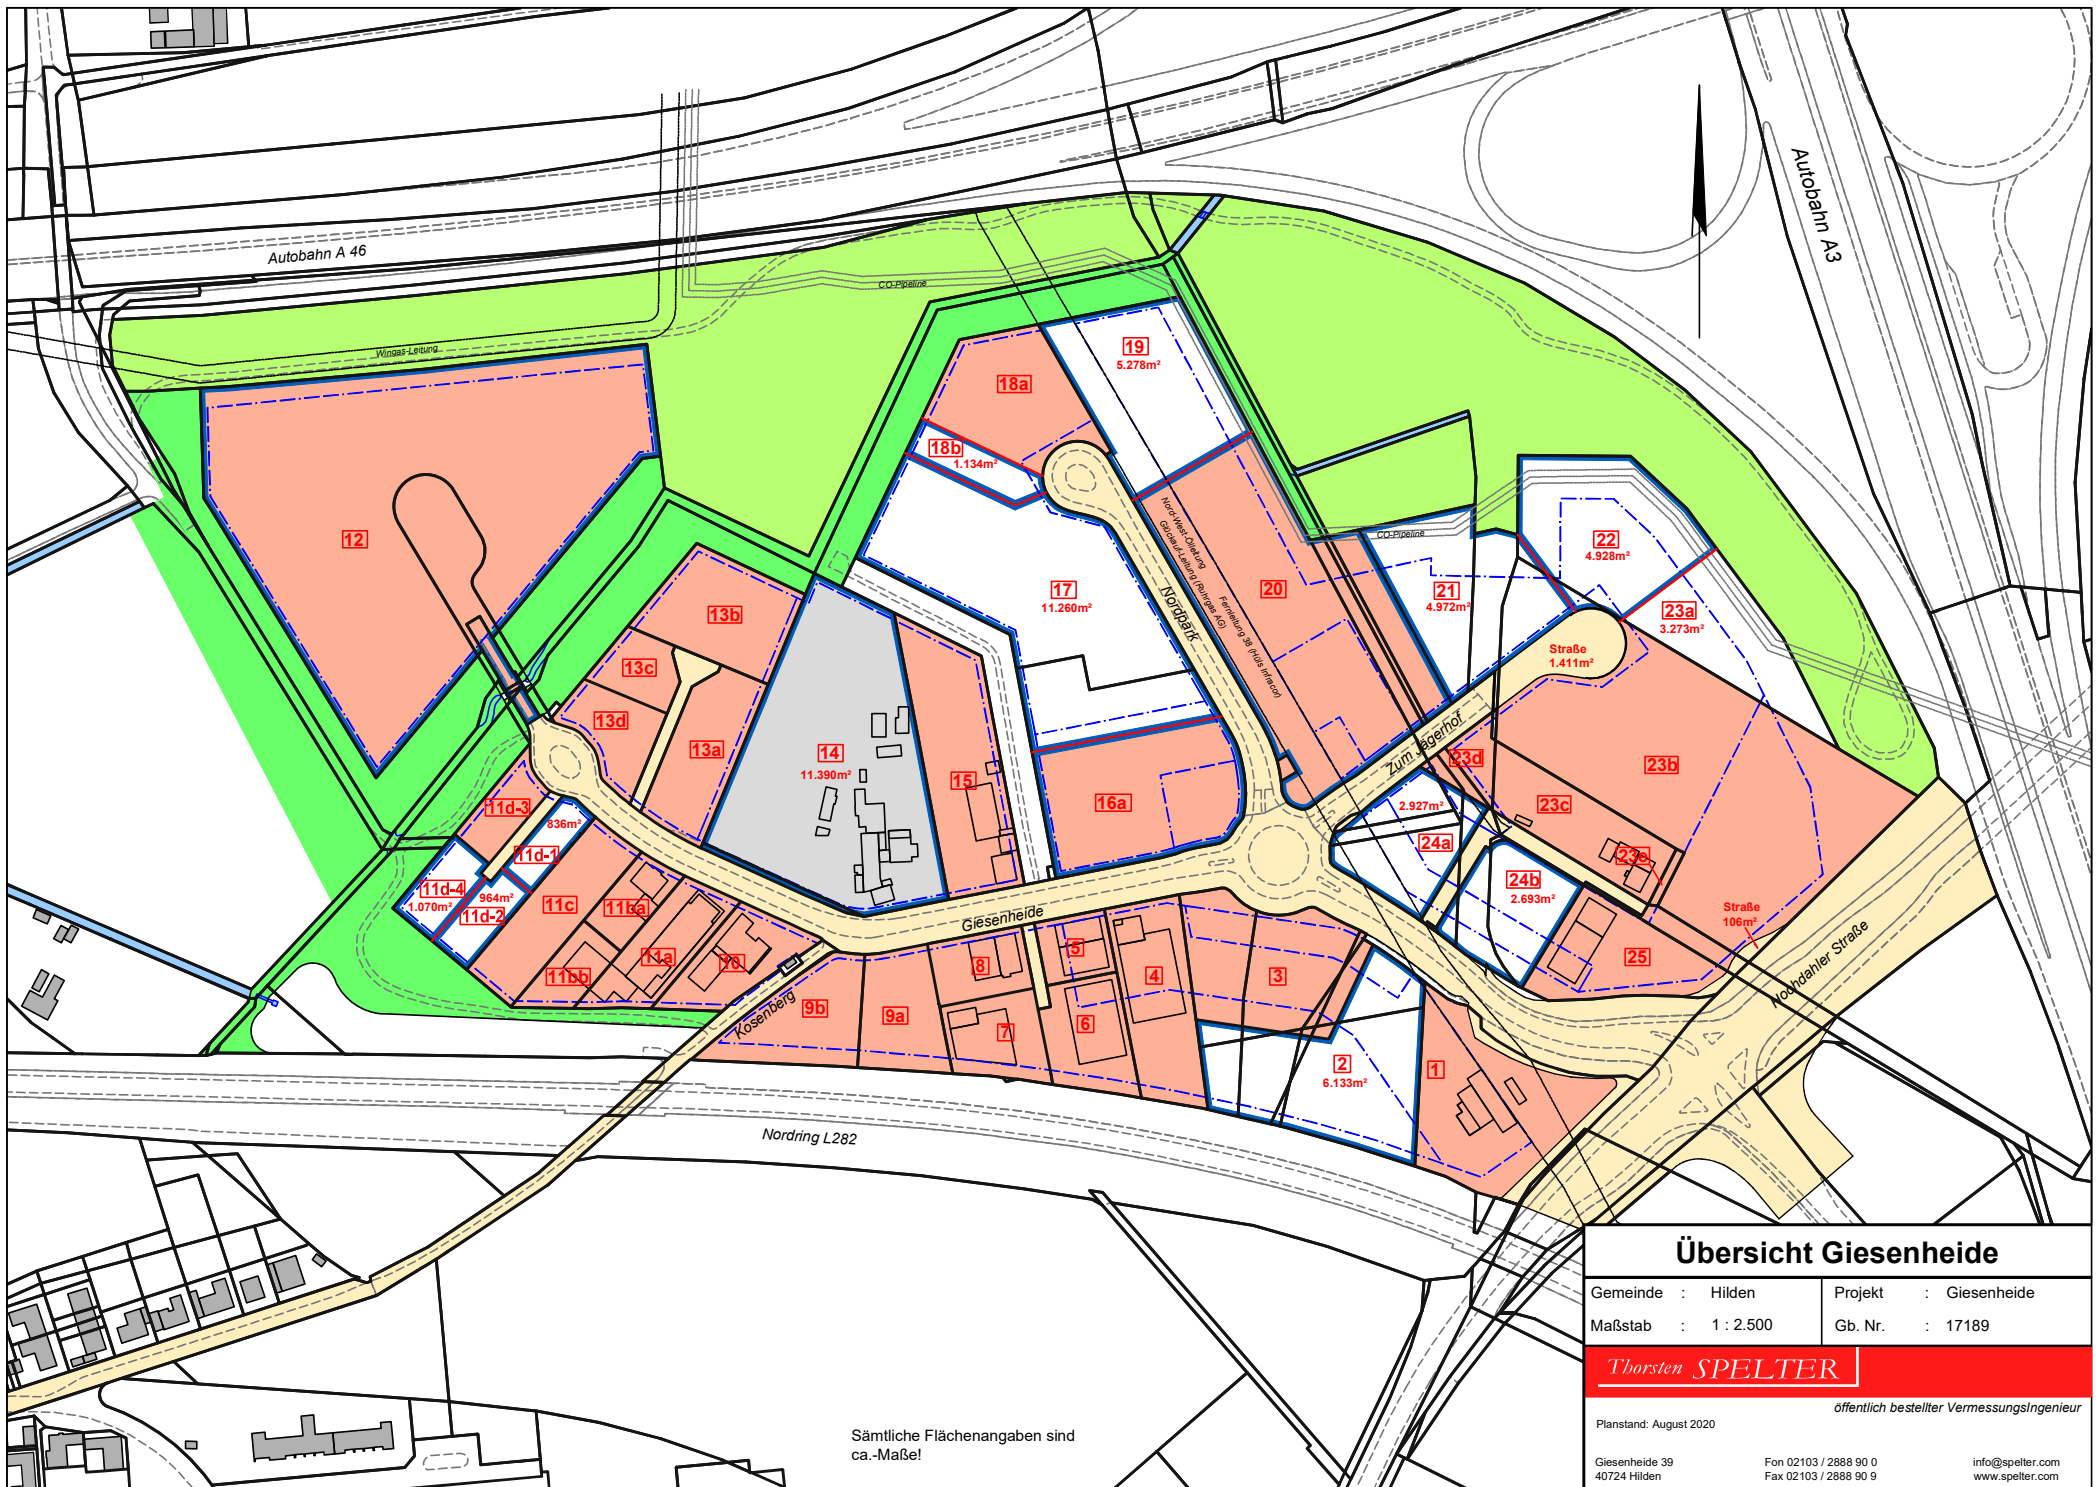 Autobahn A 46
Autobahn A3
CO-Pipeline
Wingas-Leitung
19
5.278m²
18a
18b
1.134m²
12
Nord-West-Ölleitung
Glückauf-Leitung (Ruhrgas AG)
Fernleitung 38 (Hüls Infracor)
CO-Pipeline
22
4.928m²
17
11.260m²
20
21
4.972m²
23a
3.273m²
13b
13c
13d
13a
Nordpark
Straße
1.411m²
14
11.390m²
15
16a
Zum Jägerhof
23d
23b
23c
23e
2.927m²
24a
24b
2.693m²
11d-3
836m²
11d-1
11d-4
1.070m²
964m²
11d-2
11c
11ba
11a
11bb
10
Giesenheide
Kosenberg
9b
9a
8
7
5
6
4
3
2
6.133m²
1
25
Straße
106m²
Hochdahler Straße
Nordring L282
Sämtliche Flächenangaben sind
ca.-Maße!
Übersicht Giesenheide
Gemeinde : Hilden
Projekt : Giesenheide
Maßstab : 1 : 2.500
Gb. Nr. : 17189
Thorsten SPELTER
öffentlich bestellter VermessungsIngenieur
Planstand: August 2020
Giesenheide 39
40724 Hilden
Fon 02103 / 2888 90 0
Fax 02103 / 2888 90 9
info@spelter.com
www.spelter.com